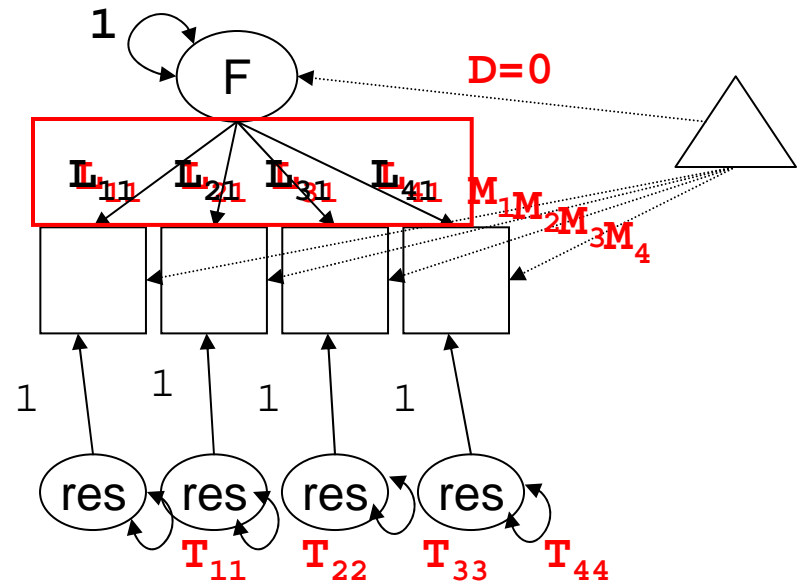 1
F
D=0
L₁₁ L₂₁ L₃₁ L₄₁
M₁M₂M₃M₄
1 1 1 1
res res res res
T₁₁ T₂₂ T₃₃ T₄₄